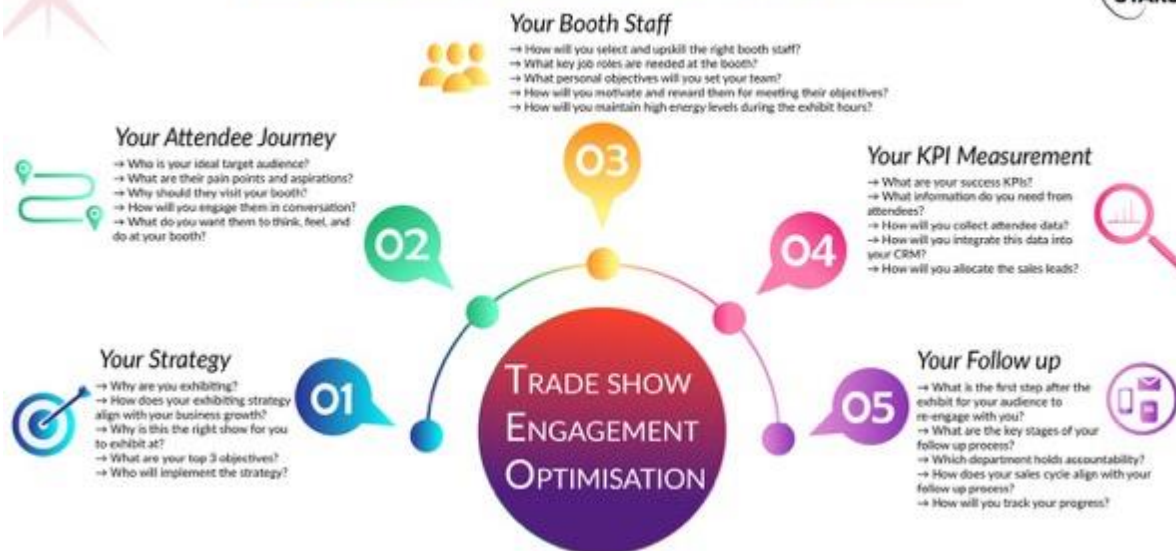 Your Booth Staff
→ How will you select and upskill the right booth staff?
→ What key job roles are needed at the booth?
→ What personal objectives will you set your team?
→ How will you motivate and reward them for meeting their objectives?
→ How will you maintain high energy levels during the exhibit hours?
03
Your Attendee Journey
→ Who is your ideal target audience?
→ What are their pain points and aspirations?
→ Why should they visit your booth?
→ How will you engage them in conversation?
→ What do you want them to think, feel, and
do at your booth?
02
Your KPI Measurement
→ What are your success KPIs?
→ What information do you need from
attendees?
→ How will you collect attendee data?
→ How will you integrate this data into
your CRM?
→ How will you allocate the sales leads?
04
Your Strategy
→ Why are you exhibiting?
→ How does your exhibiting strategy
align with your business growth?
→ Why is this the right show for you
to exhibit at?
→ What are your top 3 objectives?
→ Who will implement the strategy?
01
TRADE SHOW
ENGAGEMENT
OPTIMISATION
05
Your Follow up
→ What is the first step after the
exhibit for your audience to
re-engage with you?
→ What are the key stages of your
follow up process?
→ Which department holds accountability?
→ How does your sales cycle align with your
follow up process?
→ How will you track your progress?